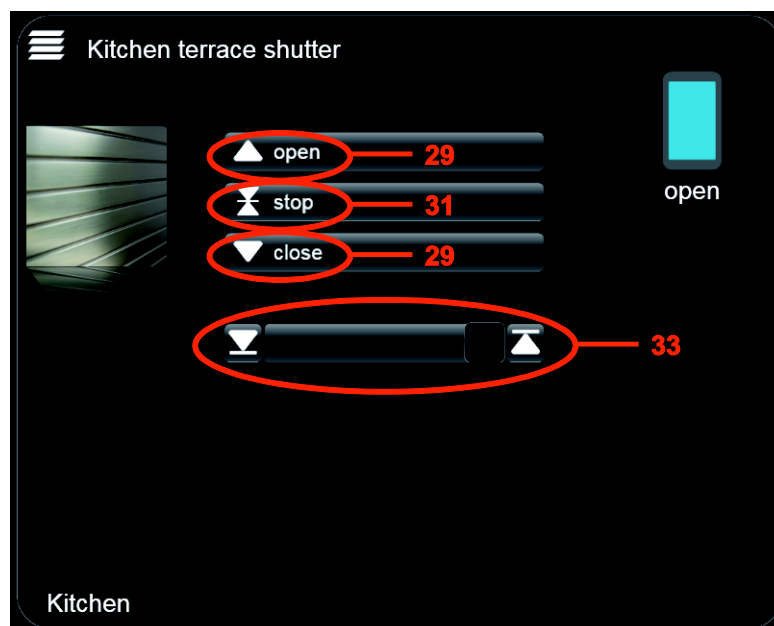 Kitchen terrace shutter
open 29
open
stop 31
close 29
33
Kitchen